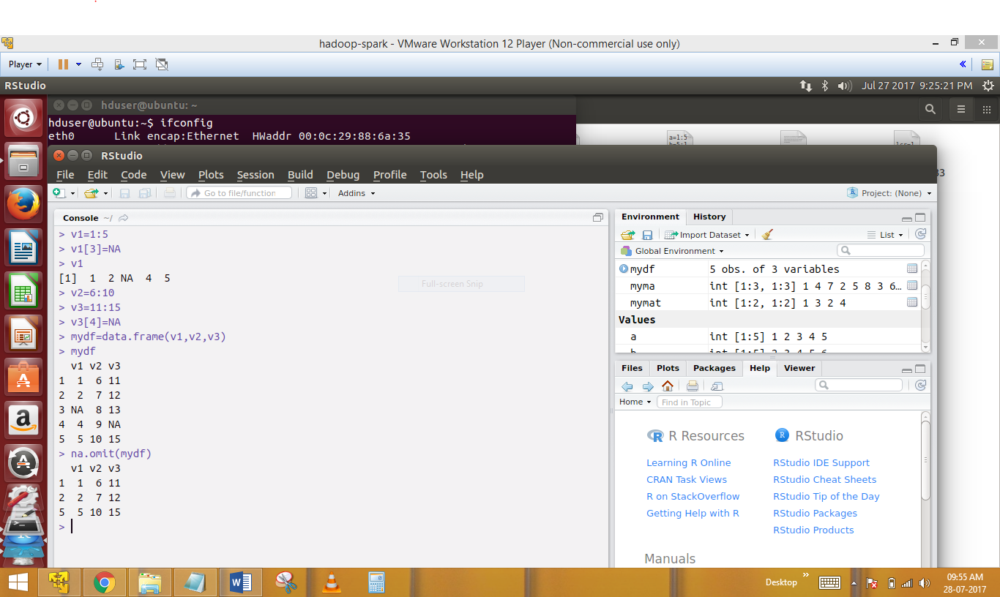 hadoop-spark - VMware Workstation 12 Player (Non-commercial use only)
Player
RStudio
Jul 27 2017 9:25:21 PM
hduser@ubuntu: ~
hduser@ubuntu:~$ ifconfig
eth0 Link encap:Ethernet HWaddr 00:0c:29:88:6a:35
a=1:5
RStudio
File Edit Code View Plots Session Build Debug Profile Tools Help
Go to file/function
Addins
Project: (None)
Console ~/
> v1=1:5
> v1[3]=NA
> v1
[1] 1 2 NA 4 5
> v2=6:10
> v3=11:15
> v3[4]=NA
> mydf=data.frame(v1,v2,v3)
> mydf
v1 v2 v3
1 1 6 11
2 2 7 12
3 NA 8 13
4 4 9 NA
5 5 10 15
> na.omit(mydf)
v1 v2 v3
1 1 6 11
2 2 7 12
5 5 10 15
>
Full-screen Snip
Environment History
Import Dataset
List
Global Environment
mydf 5 obs. of 3 variables
myma int [1:3, 1:3] 1 4 7 2 5 8 3 6…
mymat int [1:2, 1:2] 1 3 2 4
Values
a int [1:5] 1 2 3 4 5
b int [1:5] 2 3 4 5 6
Files Plots Packages Help Viewer
Home
Find in Topic
R Resources
Learning R Online
CRAN Task Views
R on StackOverflow
Getting Help with R
RStudio
RStudio IDE Support
RStudio Cheat Sheets
RStudio Tip of the Day
RStudio Packages
RStudio Products
Manuals
Desktop
09:55 AM
28-07-2017